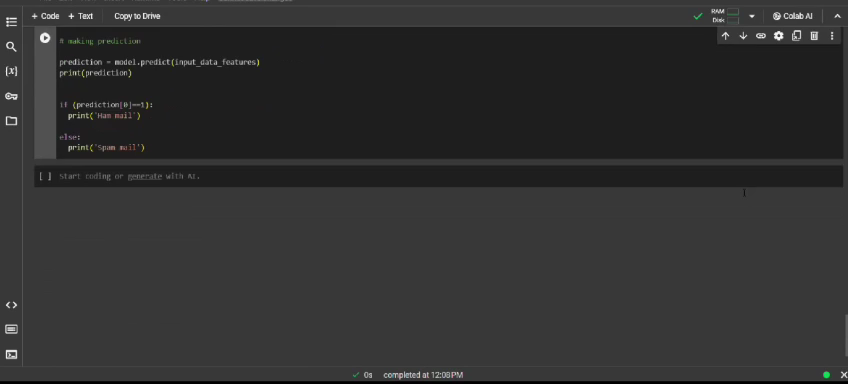 + Code + Text Copy to Drive
RAM
Disk
Colab AI
# making prediction
prediction = model.predict(input_data_features)
print(prediction)
if (prediction[0]==1):
print('Ham mail')
else:
print('Spam mail')
[ ] Start coding or generate with AI.
0s completed at 12:08 PM